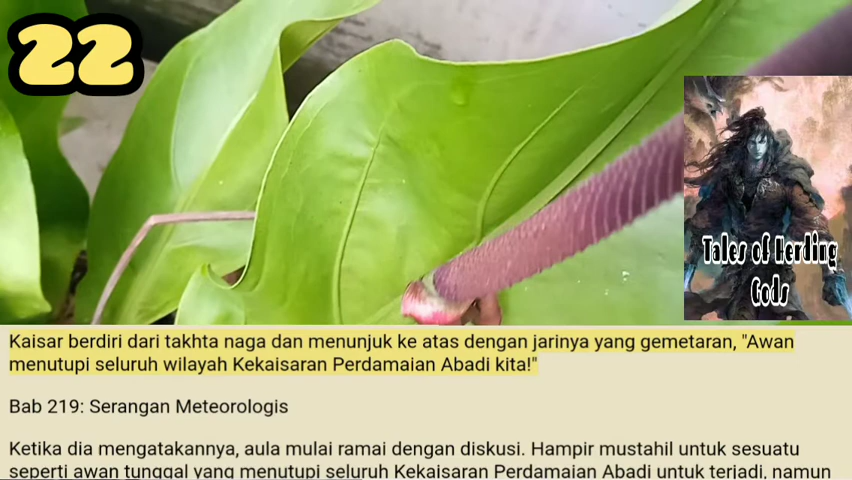 22
Tales of Herding
Gods
Kaisar berdiri dari takhta naga dan menunjuk ke atas dengan jarinya yang gemetaran, "Awan
menutupi seluruh wilayah Kekaisaran Perdamaian Abadi kita!"
Bab 219: Serangan Meteorologis
Ketika dia mengatakannya, aula mulai ramai dengan diskusi. Hampir mustahil untuk sesuatu
seperti awan tunggal yang menutupi seluruh Kekaisaran Perdamaian Abadi untuk terjadi, namun